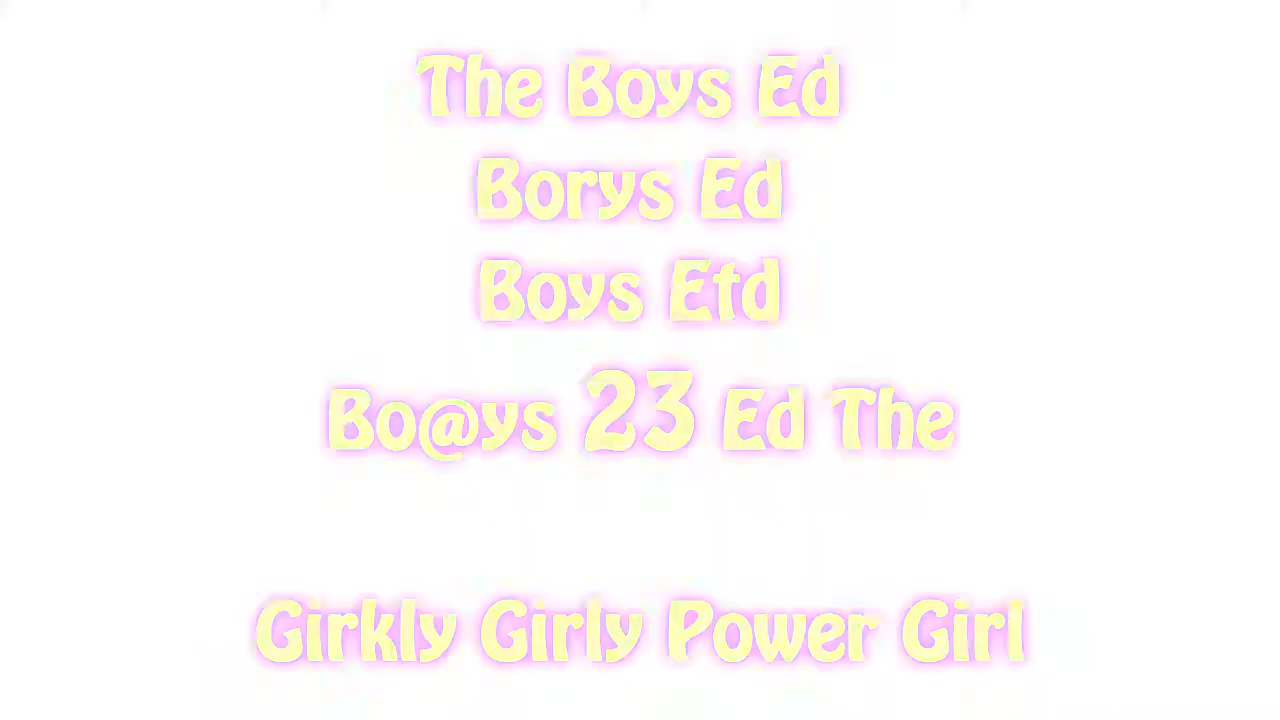 The Boys Ed
Borys Ed
Boys Etd
Bo@ys 23 Ed The
Girkly Girly Power Girl